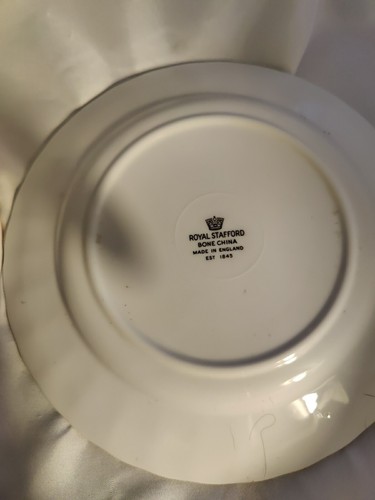 ROYAL STAFFORD
BONE CHINA
MADE IN ENGLAND
EST 1845